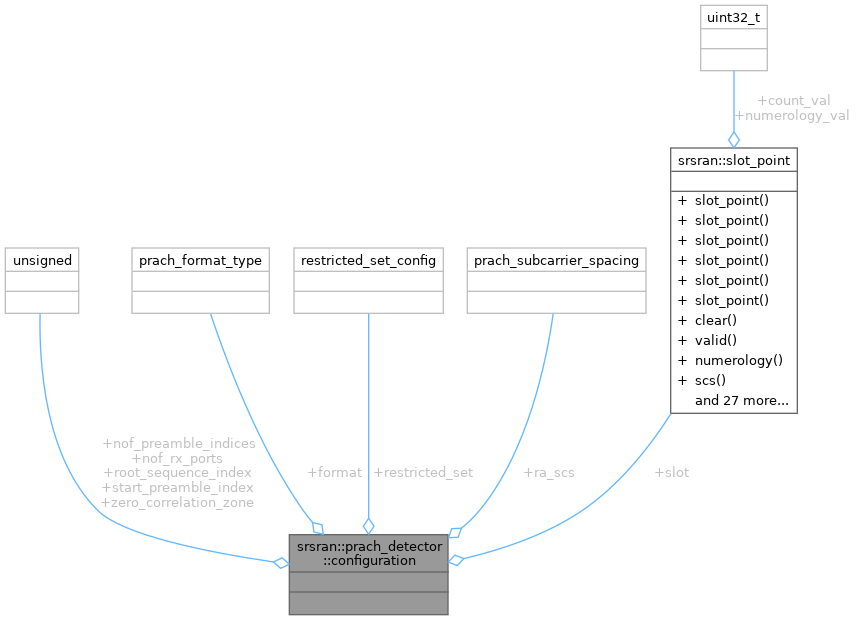 uint32_t
+count_val
+numerology_val
srsran::slot_point
+ slot_point()
+ slot_point()
+ slot_point()
+ slot_point()
+ slot_point()
+ slot_point()
+ clear()
+ valid()
+ numerology()
+ scs()
and 27 more...
unsigned
prach_format_type
restricted_set_config
prach_subcarrier_spacing
+nof_preamble_indices
+nof_rx_ports
+root_sequence_index
+start_preamble_index
+zero_correlation_zone
+format
+restricted_set
+ra_scs
+slot
srsran::prach_detector
::configuration